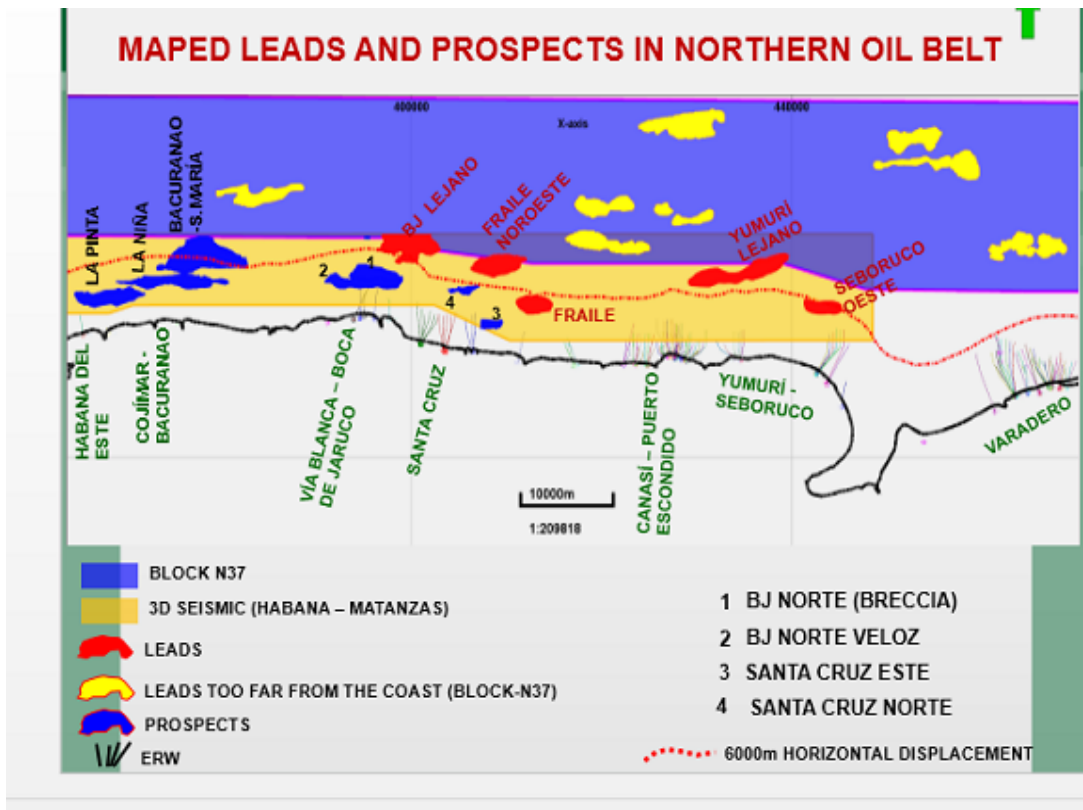 MAPED LEADS AND PROSPECTS IN NORTHERN OIL BELT
400000
440000
X-axis
LA PINTA
LA NIÑA
BACURANAO
-S.MARÍA
BJ LEJANO
FRAILE
NOROESTE
YUMURÍ
LEJANO
SEBORUCO
OESTE
2
1
4
3
FRAILE
HABANA DEL
ESTE
COJÍMAR -
BACURANAO
VÍA BLANCA – BOCA
DE JARUCO
SANTA CRUZ
CANASÍ – PUERTO
ESCONDIDO
YUMURÍ -
SEBORUCO
VARADERO
10000m
1:209818
BLOCK N37
3D SEISMIC (HABANA – MATANZAS)
LEADS
LEADS TOO FAR FROM THE COAST (BLOCK-N37)
PROSPECTS
ERW
1 BJ NORTE (BRECCIA)
2 BJ NORTE VELOZ
3 SANTA CRUZ ESTE
4 SANTA CRUZ NORTE
6000m HORIZONTAL DISPLACEMENT